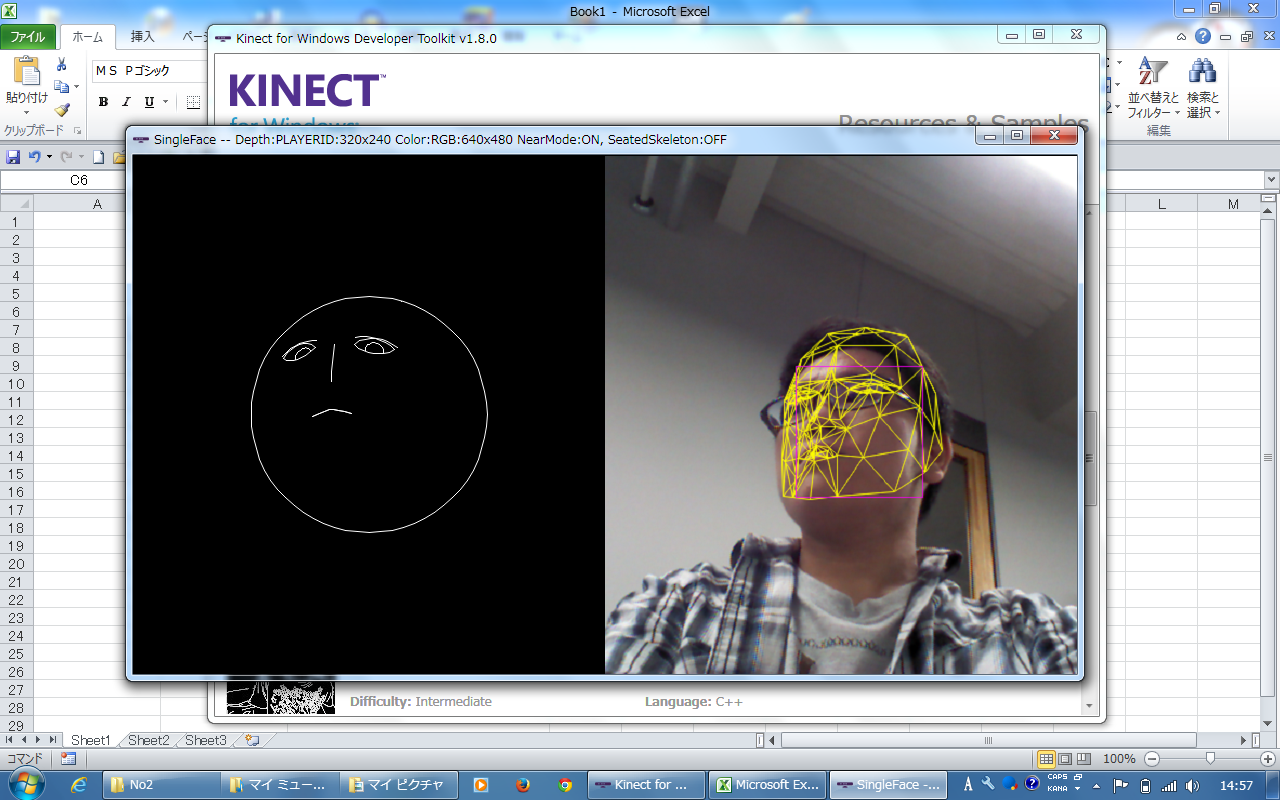 Book1 - Microsoft Excel
ファイル
ホーム
挿入
ページ
Kinect for Windows Developer Toolkit v1.8.0
貼り付け
クリップボード
ＭＳ Ｐゴシック
B I U
KINECT™
for Windows
Resources & Samples
並べ替えと
フィルター
検索と
選択
編集
SingleFace -- Depth:PLAYERID:320x240 Color:RGB:640x480 NearMode:ON, SeatedSkeleton:OFF
C6
A
L
M
1
2
3
4
5
6
7
8
9
10
11
12
13
14
15
16
17
18
19
20
21
22
23
24
25
26
27
28
29
Difficulty: Intermediate
Language: C++
Sheet1
Sheet2
Sheet3
コマンド
100%
No2
マイ ミュー...
マイ ピクチャ
Kinect for ...
Microsoft Ex...
SingleFace -...
A
CAPS
KANA
14:57